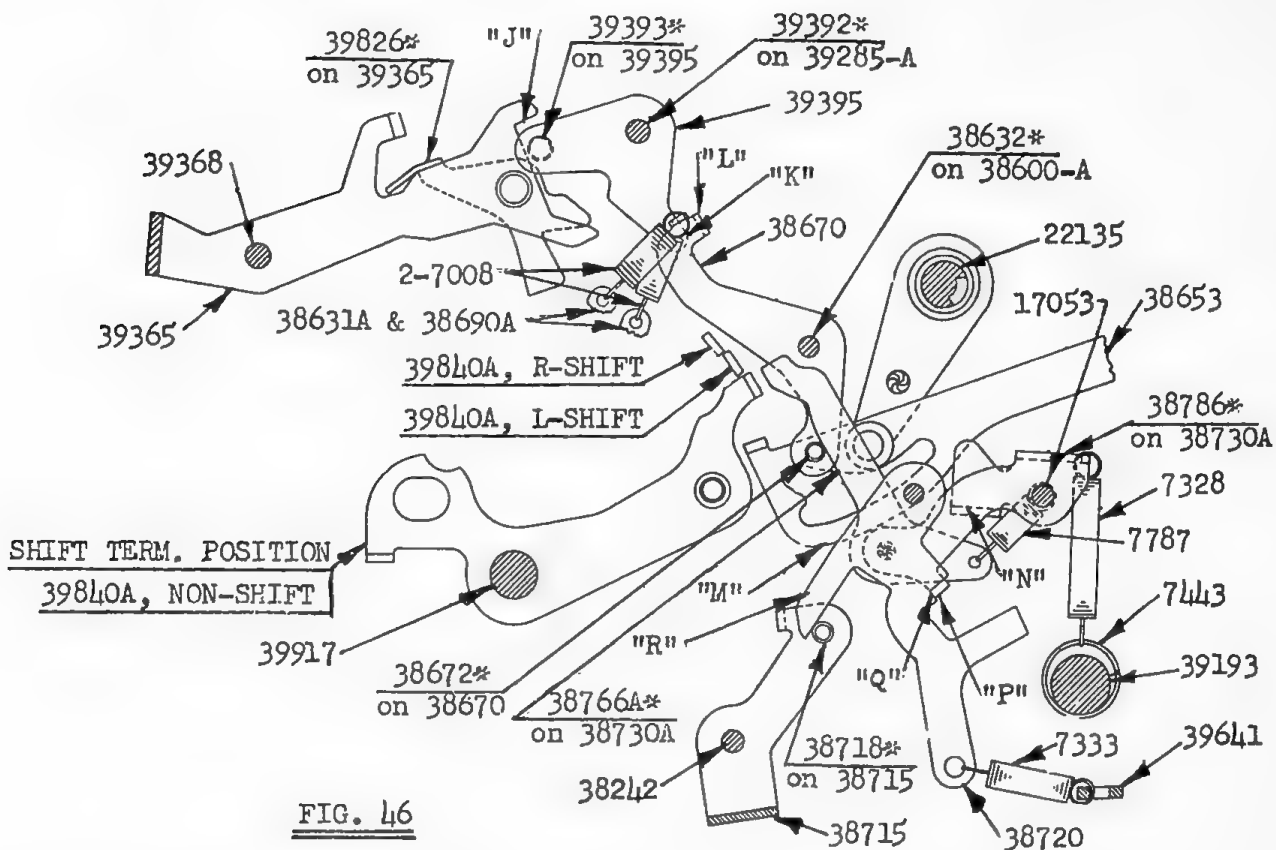 39826*
on 39365
"J"
39393*
on 39395
39392*
on 39285-A
39395
"L"
"K"
38632*
on 38600-A
39368
38670
22135
2-7008
17053
38653
38631A & 38690A
39365
39840A, R-SHIFT
39840A, L-SHIFT
38786*
on 38730A
7328
7787
SHIFT TERM. POSITION
39840A, NON-SHIFT
"M"
"N"
7443
39917
"R"
"Q"
"P"
39193
38672*
on 38670
38766A*
on 38730A
38718*
on 38715
7333
39641
38242
FIG. 46
38715
38720